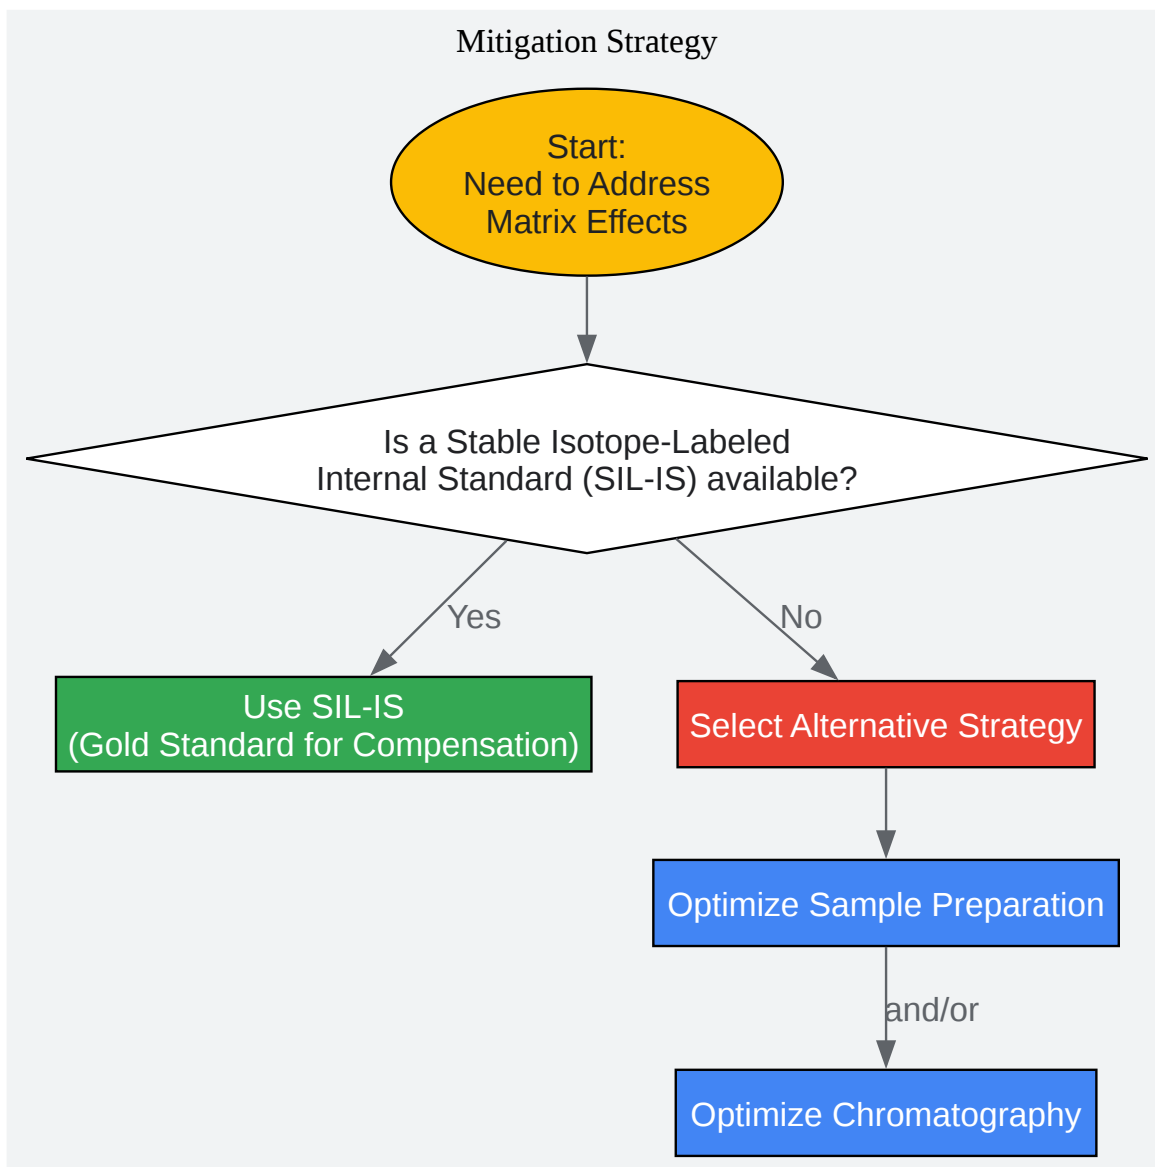 Mitigation Strategy
Start:
Need to Address
Matrix Effects
Is a Stable Isotope-Labeled
Internal Standard (SIL-IS) available?
Yes
No
Use SIL-IS
(Gold Standard for Compensation)
Select Alternative Strategy
Optimize Sample Preparation
and/or
Optimize Chromatography